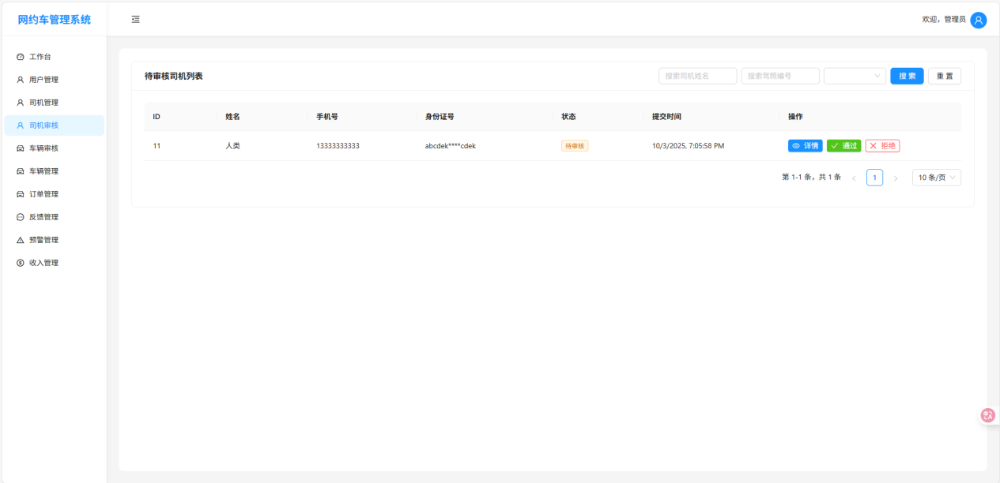 网约车管理系统
欢迎，管理员
工作台
用户管理
司机管理
司机审核
车辆审核
车辆管理
订单管理
反馈管理
预警管理
收入管理
待审核司机列表
搜索司机姓名 搜索驾照编号 搜 索 重 置
ID 姓名 手机号 身份证号 状态 提交时间 操作
11 人类 13333333333 abcdek****cdek 待审核 10/3/2025, 7:05:58 PM 详情 通过 拒绝
第 1-1 条，共 1 条 < 1 > 10 条/页